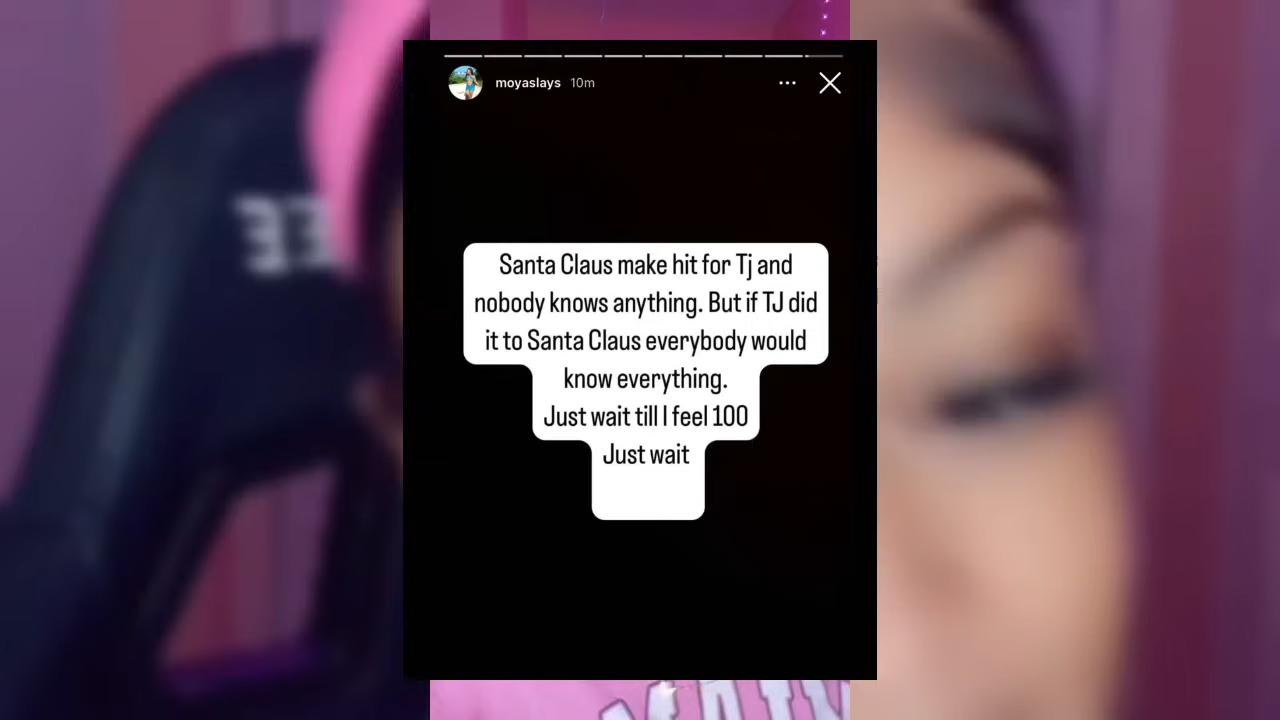 moyaslays 10m
Santa Claus make hit for Tj and
nobody knows anything. But if TJ did
it to Santa Claus everybody would
know everything.
Just wait till I feel 100
Just wait